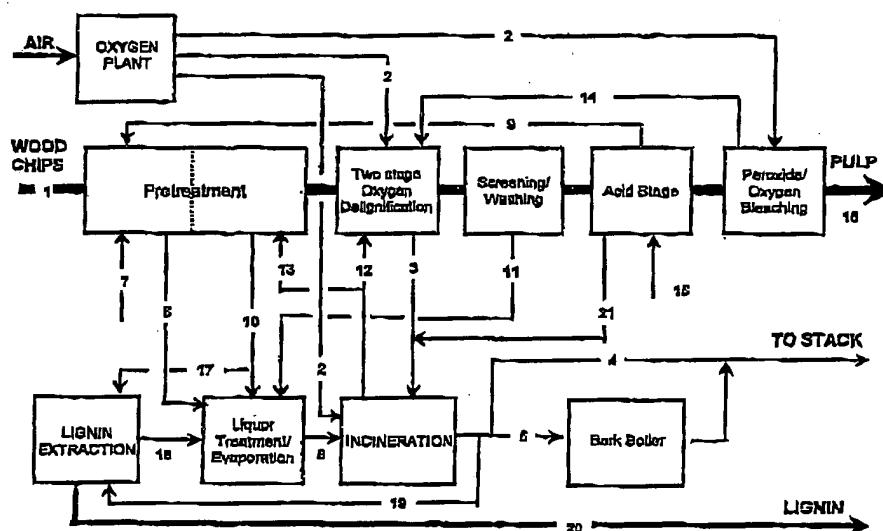 AIR
OXYGEN
PLANT
2
2
14
9
WOOD
CHIPS
1
Pretreatment
Two stage
Oxygen
Delignification
Screening/
Washing
Acid Stage
Peroxide/
Oxygen
Bleaching
PULP
16
7
13
12
3
11
15
10
21
TO STACK
17
2
4
LIGNIN
EXTRACTION
18
Liquor
Treatment/
Evaporation
8
INCINERATION
Bark Boiler
19
LIGNIN
20